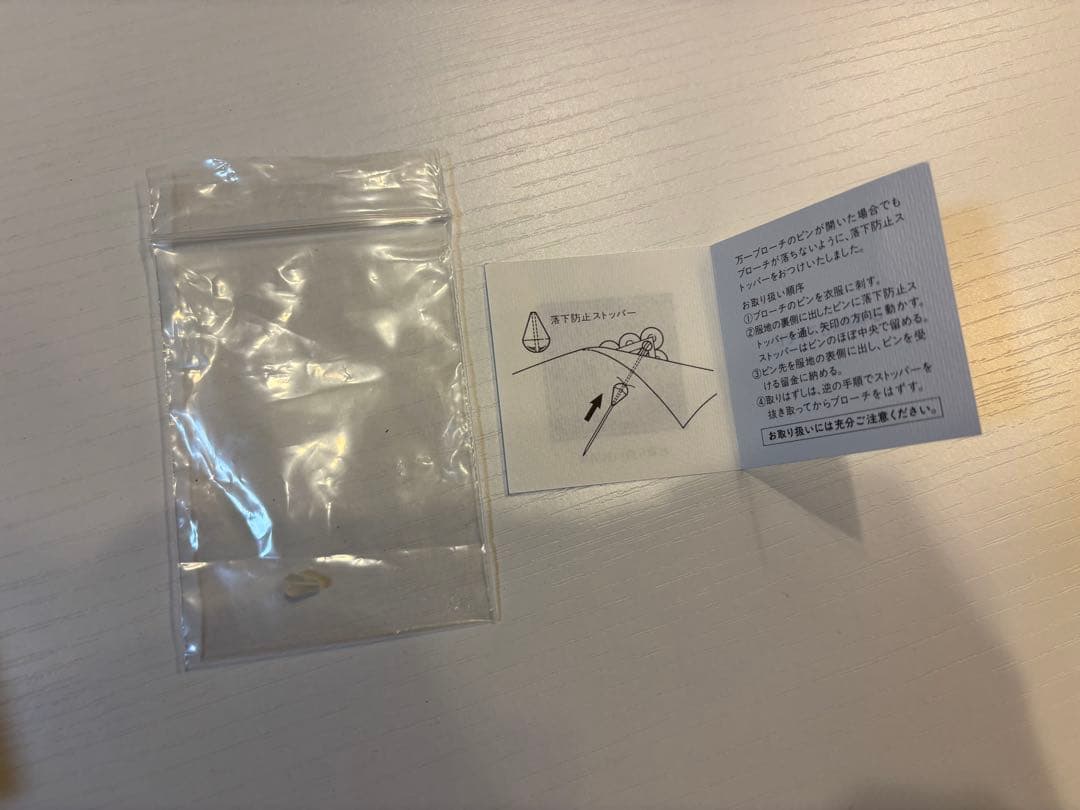 落下防止ストッパー
万一ブローチのピンが開いた場合でも
ブローチが落ちないように、落下防止ス
トッパーをおつけいたしました。
お取り扱い順序
①ブローチのピンを衣服に刺す。
②服地の裏側に出したピンに落下防止ス
トッパーを通し、矢印の方向に動かす。
ストッパーはピンのほぼ中央で留める。
③ピン先を服地の表側に出し、ピンを受
ける留金に納める。
④取りはずしは、逆の手順でストッパーを
抜き取ってからブローチをはずす。
お取り扱いには充分ご注意ください。